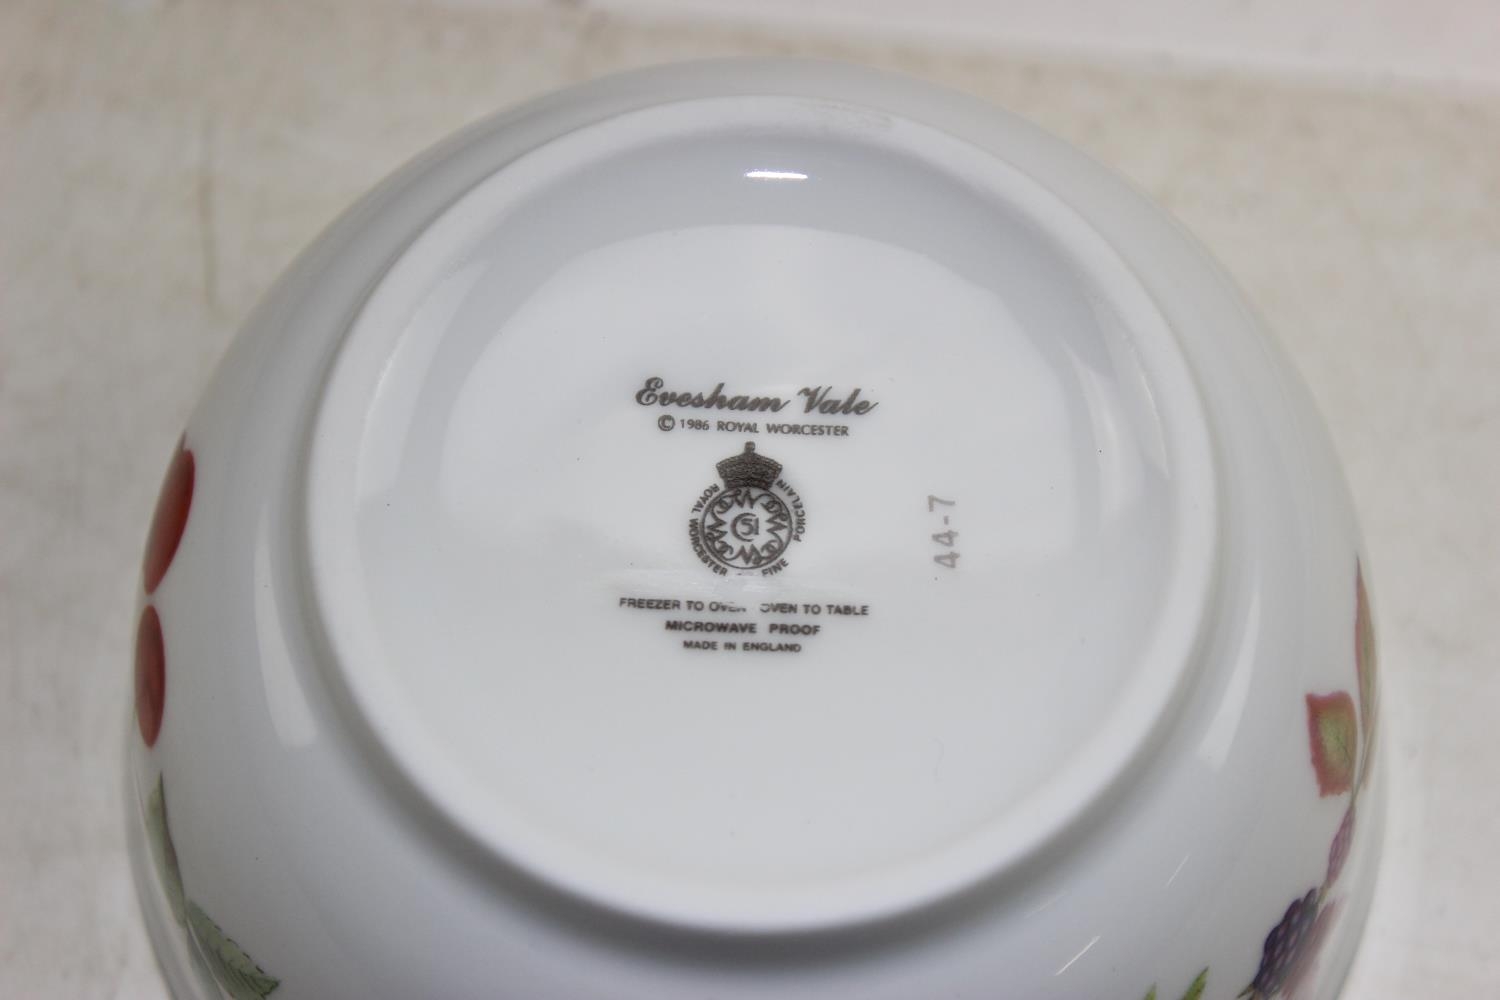 Evesham Vale
© 1986 ROYAL WORCESTER
ROYAL WORCESTER FINE PORCELAIN
51
FREEZER TO OVEN OVEN TO TABLE
MICROWAVE PROOF
MADE IN ENGLAND
44-7